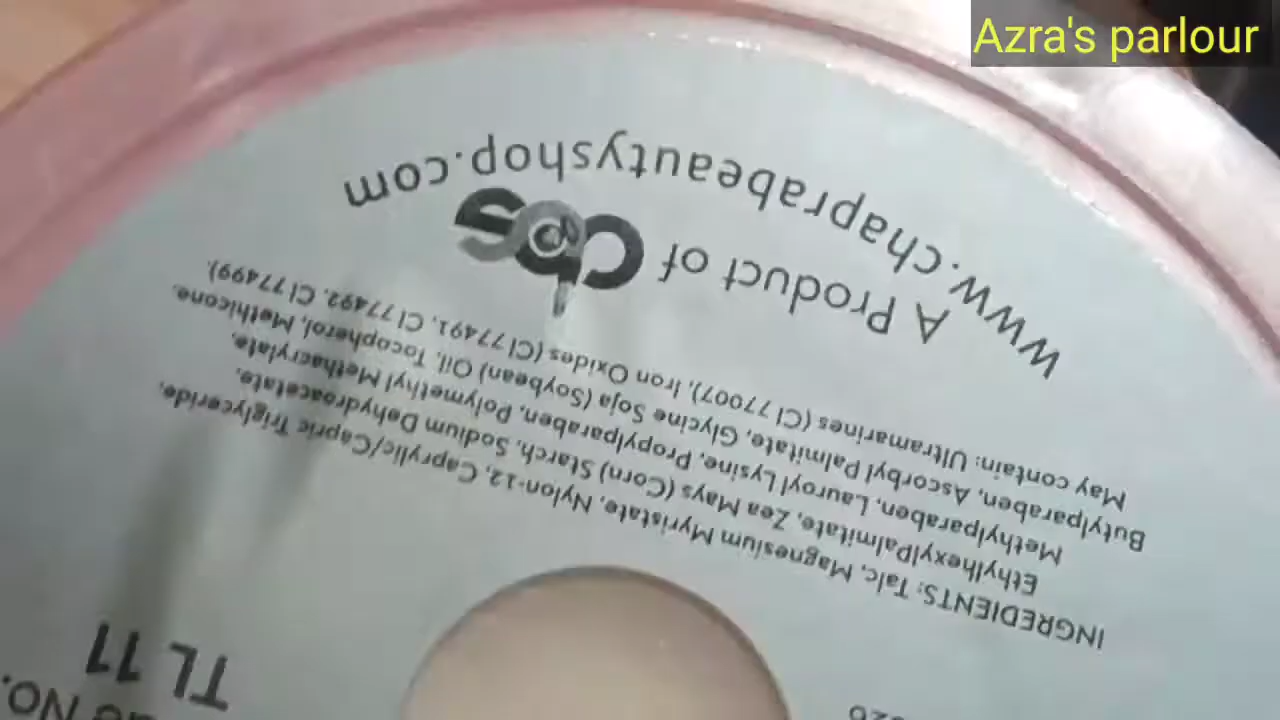 Azra's parlour
INGREDIENTS: Talc, Magnesium Myristate, Nylon-12, Caprylic/Capric Triglyceride,
EthylhexylPalmitate, Zea Mays (Corn) Starch, Sodium Dehydroacetate,
Methylparaben, Lauroyl Lysine, Propylparaben, Polymethyl Methacrylate,
Butylparaben, Ascorbyl Palmitate, Glycine Soja (Soybean) Oil, Tocopherol, Methicone.
May contain: Ultramarines (CI 77007), Iron Oxides (CI 77491, CI 77492, CI 77499).
A Product of cbs
www.chaprabeautyshop.com
NO.
TL 11